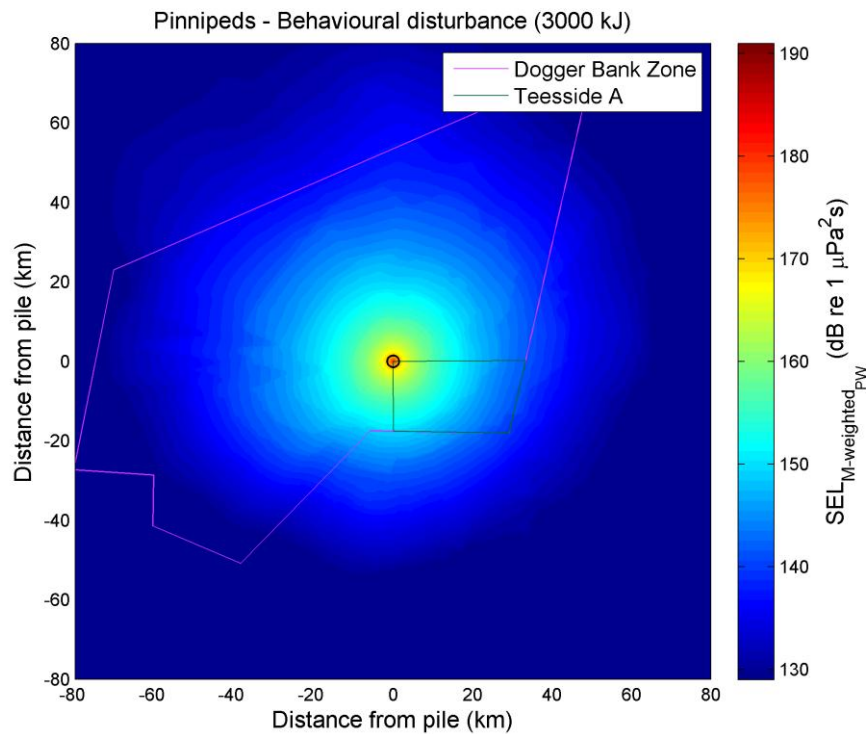 Pinnipeds - Behavioural disturbance (3000 kJ)
Dogger Bank Zone
Teesside A
80
60
40
20
0
-20
-40
-60
-80
Distance from pile (km)
-80 -60 -40 -20 0 20 40 60 80
Distance from pile (km)
190
180
170
160
150
140
130
SEL_M-weighted_PW (dB re 1 μPa²s)